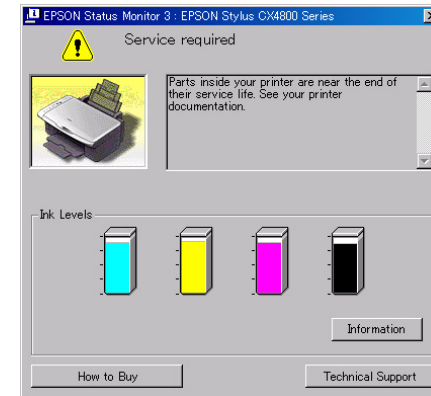 EPSON Status Monitor 3 : EPSON Stylus CX4800 Series
Service required
Parts inside your printer are near the end of
their service life. See your printer
documentation.
Ink Levels
Information
How to Buy
Technical Support